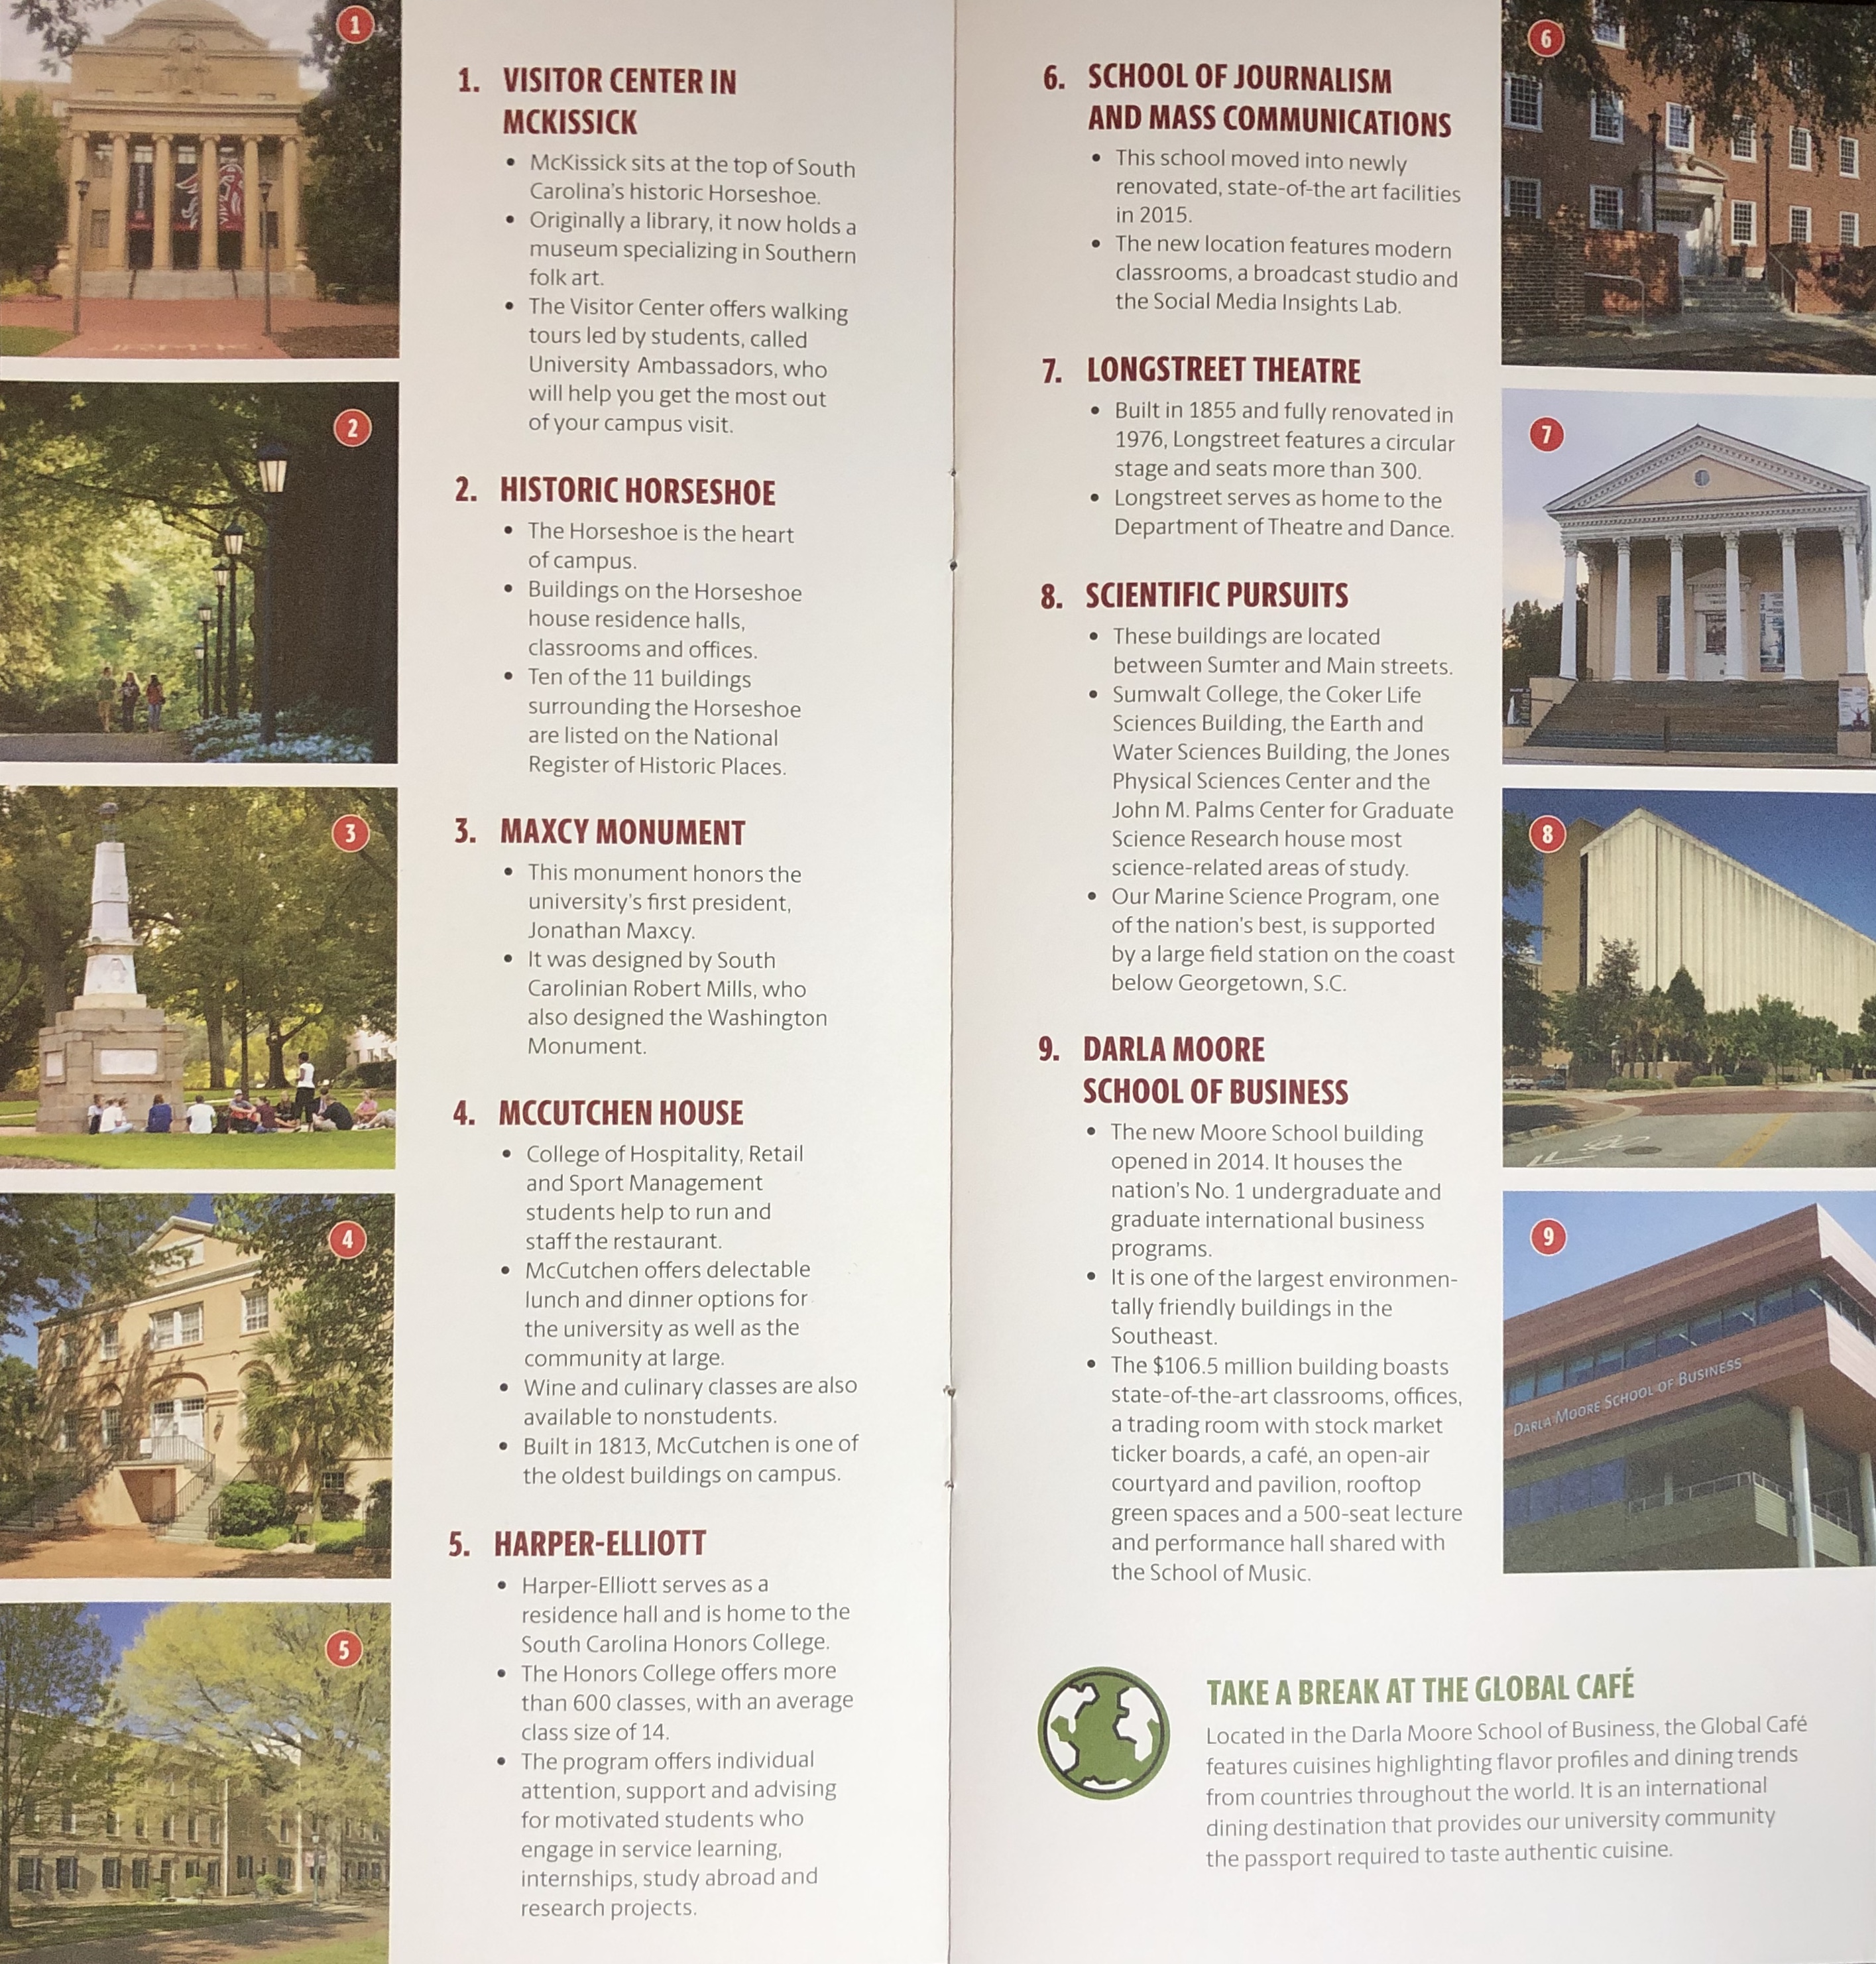 1
1. VISITOR CENTER IN
MCKISSICK
• McKissick sits at the top of South
Carolina's historic Horseshoe.
• Originally a library, it now holds a
museum specializing in Southern
folk art.
• The Visitor Center offers walking
tours led by students, called
University Ambassadors, who
will help you get the most out
of your campus visit.
2
2. HISTORIC HORSESHOE
• The Horseshoe is the heart
of campus.
• Buildings on the Horseshoe
house residence halls,
classrooms and offices.
• Ten of the 11 buildings
surrounding the Horseshoe
are listed on the National
Register of Historic Places.
3
3. MAXCY MONUMENT
• This monument honors the
university's first president,
Jonathan Maxcy.
• It was designed by South
Carolinian Robert Mills, who
also designed the Washington
Monument.
4
4. MCCUTCHEN HOUSE
• College of Hospitality, Retail
and Sport Management
students help to run and
staff the restaurant.
• McCutchen offers delectable
lunch and dinner options for
the university as well as the
community at large.
• Wine and culinary classes are also
available to nonstudents.
• Built in 1813, McCutchen is one of
the oldest buildings on campus.
5
5. HARPER-ELLIOTT
• Harper-Elliott serves as a
residence hall and is home to the
South Carolina Honors College.
• The Honors College offers more
than 600 classes, with an average
class size of 14.
• The program offers individual
attention, support and advising
for motivated students who
engage in service learning,
internships, study abroad and
research projects.
6
6. SCHOOL OF JOURNALISM
AND MASS COMMUNICATIONS
• This school moved into newly
renovated, state-of-the art facilities
in 2015.
• The new location features modern
classrooms, a broadcast studio and
the Social Media Insights Lab.
7
7. LONGSTREET THEATRE
• Built in 1855 and fully renovated in
1976, Longstreet features a circular
stage and seats more than 300.
• Longstreet serves as home to the
Department of Theatre and Dance.
8
8. SCIENTIFIC PURSUITS
• These buildings are located
between Sumter and Main streets.
• Sumwalt College, the Coker Life
Sciences Building, the Earth and
Water Sciences Building, the Jones
Physical Sciences Center and the
John M. Palms Center for Graduate
Science Research house most
science-related areas of study.
• Our Marine Science Program, one
of the nation's best, is supported
by a large field station on the coast
below Georgetown, S.C.
9
9. DARLA MOORE
SCHOOL OF BUSINESS
• The new Moore School building
opened in 2014. It houses the
nation's No. 1 undergraduate and
graduate international business
programs.
• It is one of the largest environmen-
tally friendly buildings in the
Southeast.
• The $106.5 million building boasts
state-of-the-art classrooms, offices,
a trading room with stock market
ticker boards, a café, an open-air
courtyard and pavilion, rooftop
green spaces and a 500-seat lecture
and performance hall shared with
the School of Music.
DARLA MOORE SCHOOL OF BUSINESS
TAKE A BREAK AT THE GLOBAL CAFÉ
Located in the Darla Moore School of Business, the Global Café
features cuisines highlighting flavor profiles and dining trends
from countries throughout the world. It is an international
dining destination that provides our university community
the passport required to taste authentic cuisine.